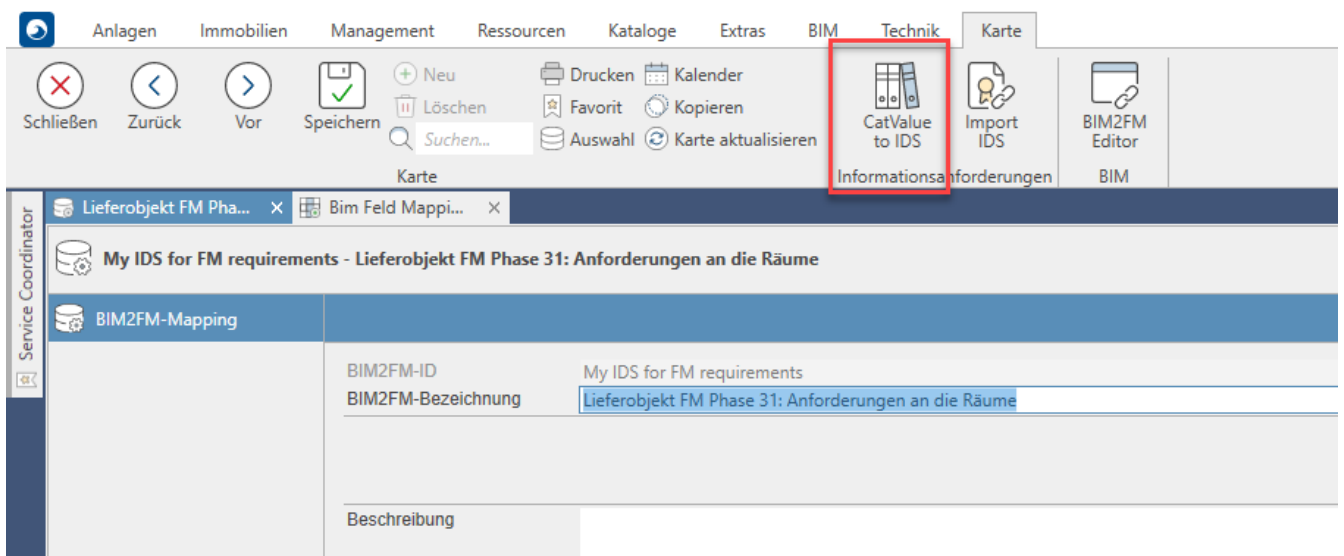 Anlagen Immobilien Management Ressourcen Kataloge Extras BIM Technik Karte
Neu Drucken Kalender
Löschen Favorit Kopieren
Suchen... Auswahl Karte aktualisieren
Schließen Zurück Vor Speichern
CatValue to IDS
Import IDS
BIM2FM Editor
Karte Informationsanforderungen BIM
Lieferobjekt FM Pha... Bim Feld Mappi...
Service Coordinator
My IDS for FM requirements - Lieferobjekt FM Phase 31: Anforderungen an die Räume
BIM2FM-Mapping
BIM2FM-ID My IDS for FM requirements
BIM2FM-Bezeichnung Lieferobjekt FM Phase 31: Anforderungen an die Räume
Beschreibung